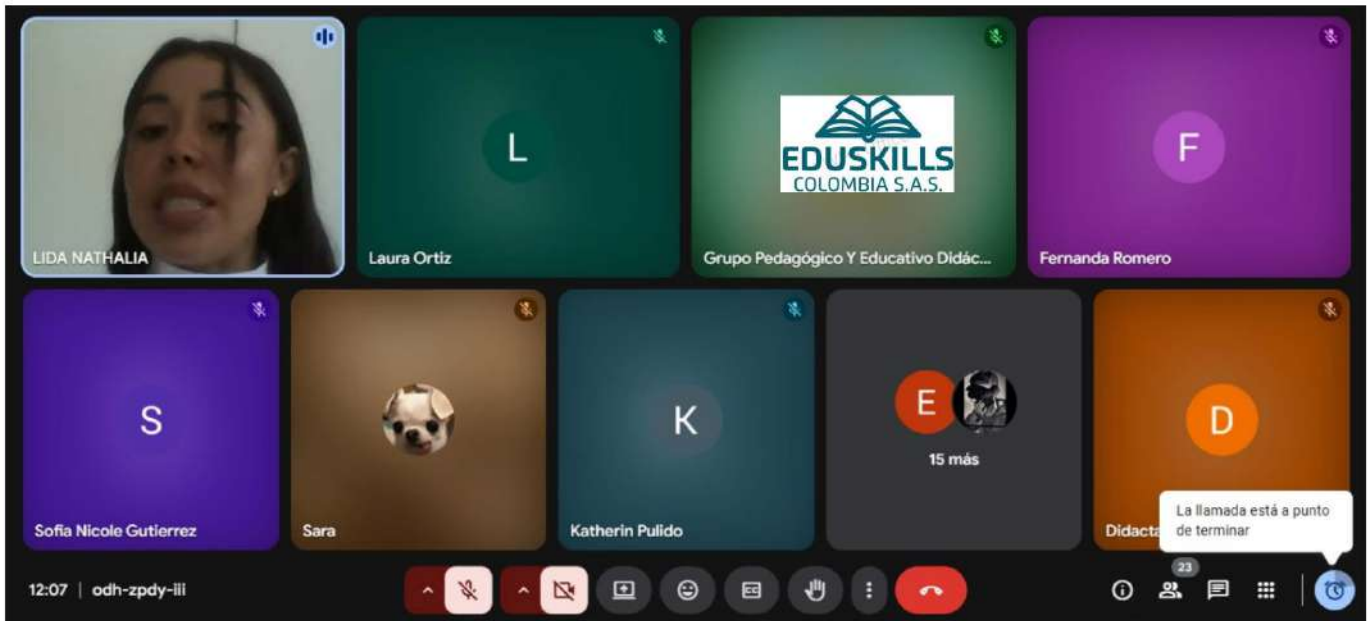 LIDA NATHALIA
L
Laura Ortiz
EDUSKILLS
COLOMBIA S.A.S.
Grupo Pedagógico Y Educativo Didác...
F
Fernanda Romero
S
Sofia Nicole Gutierrez
Sara
K
Katherin Pulido
E
15 más
D
Didacta
La llamada está a punto
de terminar
12:07 | odh-zpdy-iii
CC
23